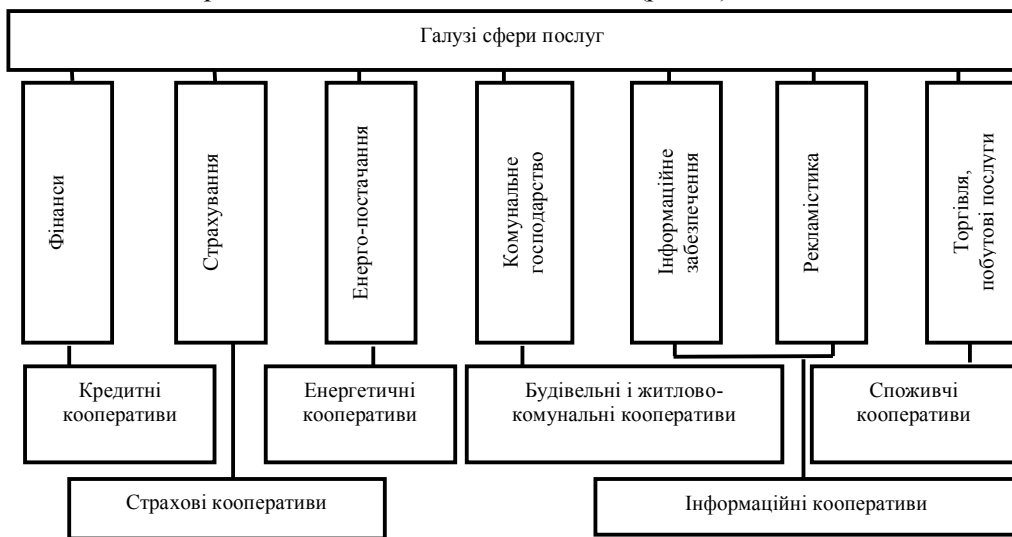 Галузі сфери послуг
Фінанси
Страхування
Енерго-постачання
Комунальне
господарство
Інформаційне
забезпечення
Рекламістика
Торгівля,
побутові послуги
Кредитні
кооперативи
Енергетичні
кооперативи
Будівельні і житлово-
комунальні кооперативи
Споживчі
кооперативи
Страхові кооперативи
Інформаційні кооперативи